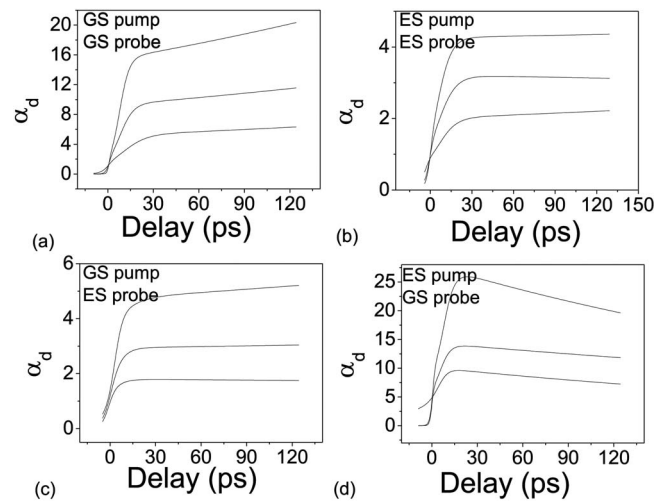 GS pump
GS probe
20
16
12
8
4
0
α_d
0 30 60 90 120
Delay (ps)
(a)
ES pump
ES probe
4
2
0
α_d
0 30 60 90 120 150
Delay (ps)
(b)
GS pump
ES probe
6
4
2
0
α_d
0 30 60 90 120
Delay (ps)
(c)
ES pump
GS probe
25
20
15
10
5
0
α_d
0 30 60 90 120
Delay (ps)
(d)